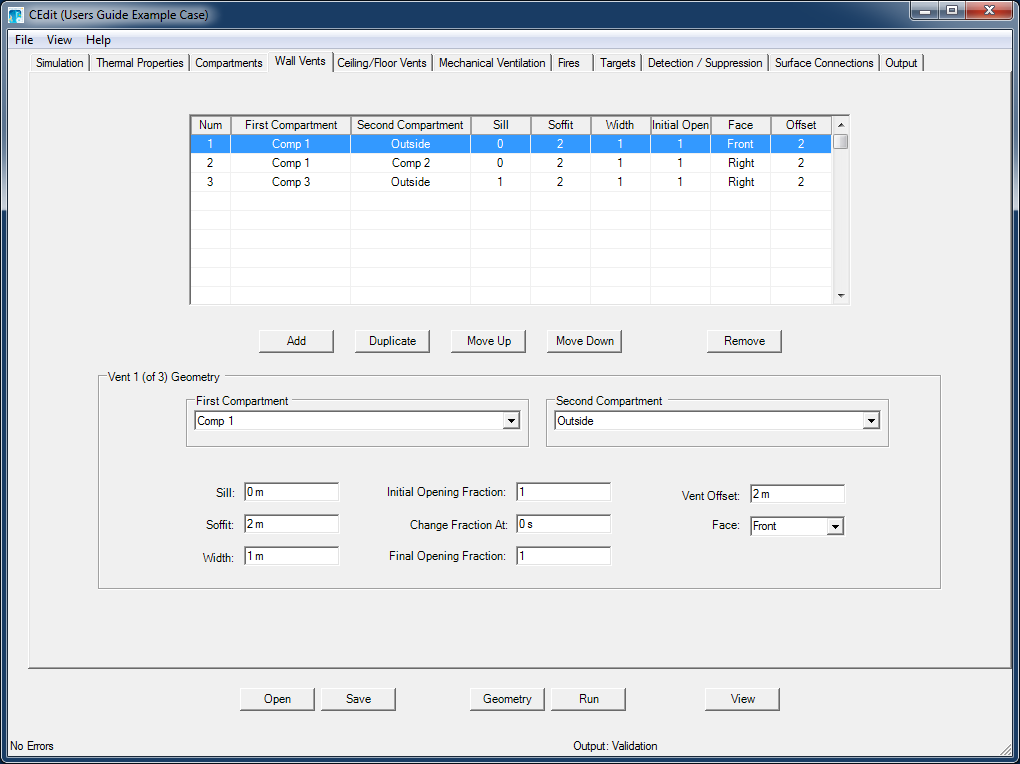 CEdit (Users Guide Example Case)
File View Help
Simulation Thermal Properties Compartments Wall Vents Ceiling/Floor Vents Mechanical Ventilation Fires Targets Detection / Suppression Surface Connections Output
Num First Compartment Second Compartment Sill Soffit Width Initial Open Face Offset
1 Comp 1 Outside 0 2 1 1 Front 2
2 Comp 1 Comp 2 0 2 1 1 Right 2
3 Comp 3 Outside 1 2 1 1 Right 2
Add Duplicate Move Up Move Down Remove
Vent 1 (of 3) Geometry
First Compartment Second Compartment
Comp 1 Outside
Sill: 0 m Initial Opening Fraction: 1 Vent Offset: 2 m
Soffit: 2 m Change Fraction At: 0 s Face: Front
Width: 1 m Final Opening Fraction: 1
Open Save Geometry Run View
No Errors Output: Validation